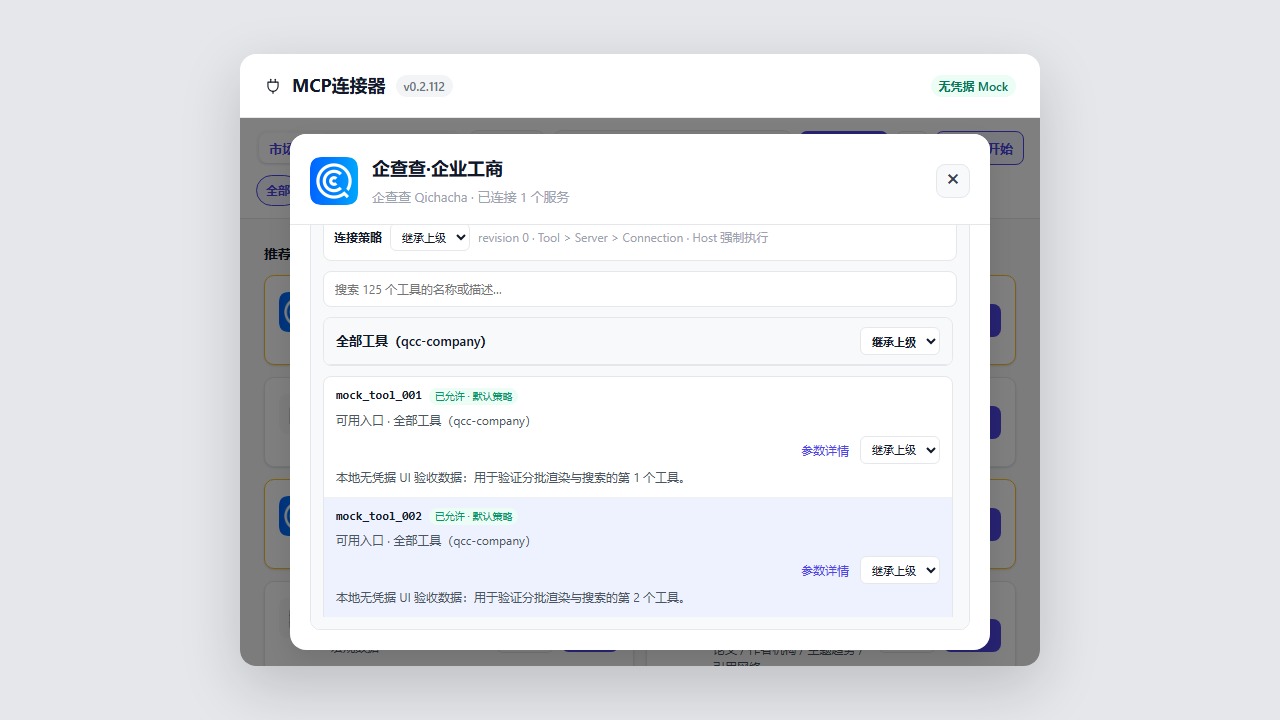 MCP连接器 v0.2.112 无凭据 Mock
市场
开始
全部
推荐
企查查·企业工商
企查查 Qichacha · 已连接 1 个服务
连接策略 继承上级 revision 0 · Tool > Server > Connection · Host 强制执行
搜索 125 个工具的名称或描述...
全部工具（qcc-company） 继承上级
mock_tool_001 已允许 · 默认策略
可用入口 · 全部工具（qcc-company）
参数详情 继承上级
本地无凭据 UI 验收数据：用于验证分批渲染与搜索的第 1 个工具。
mock_tool_002 已允许 · 默认策略
可用入口 · 全部工具（qcc-company）
参数详情 继承上级
本地无凭据 UI 验收数据：用于验证分批渲染与搜索的第 2 个工具。